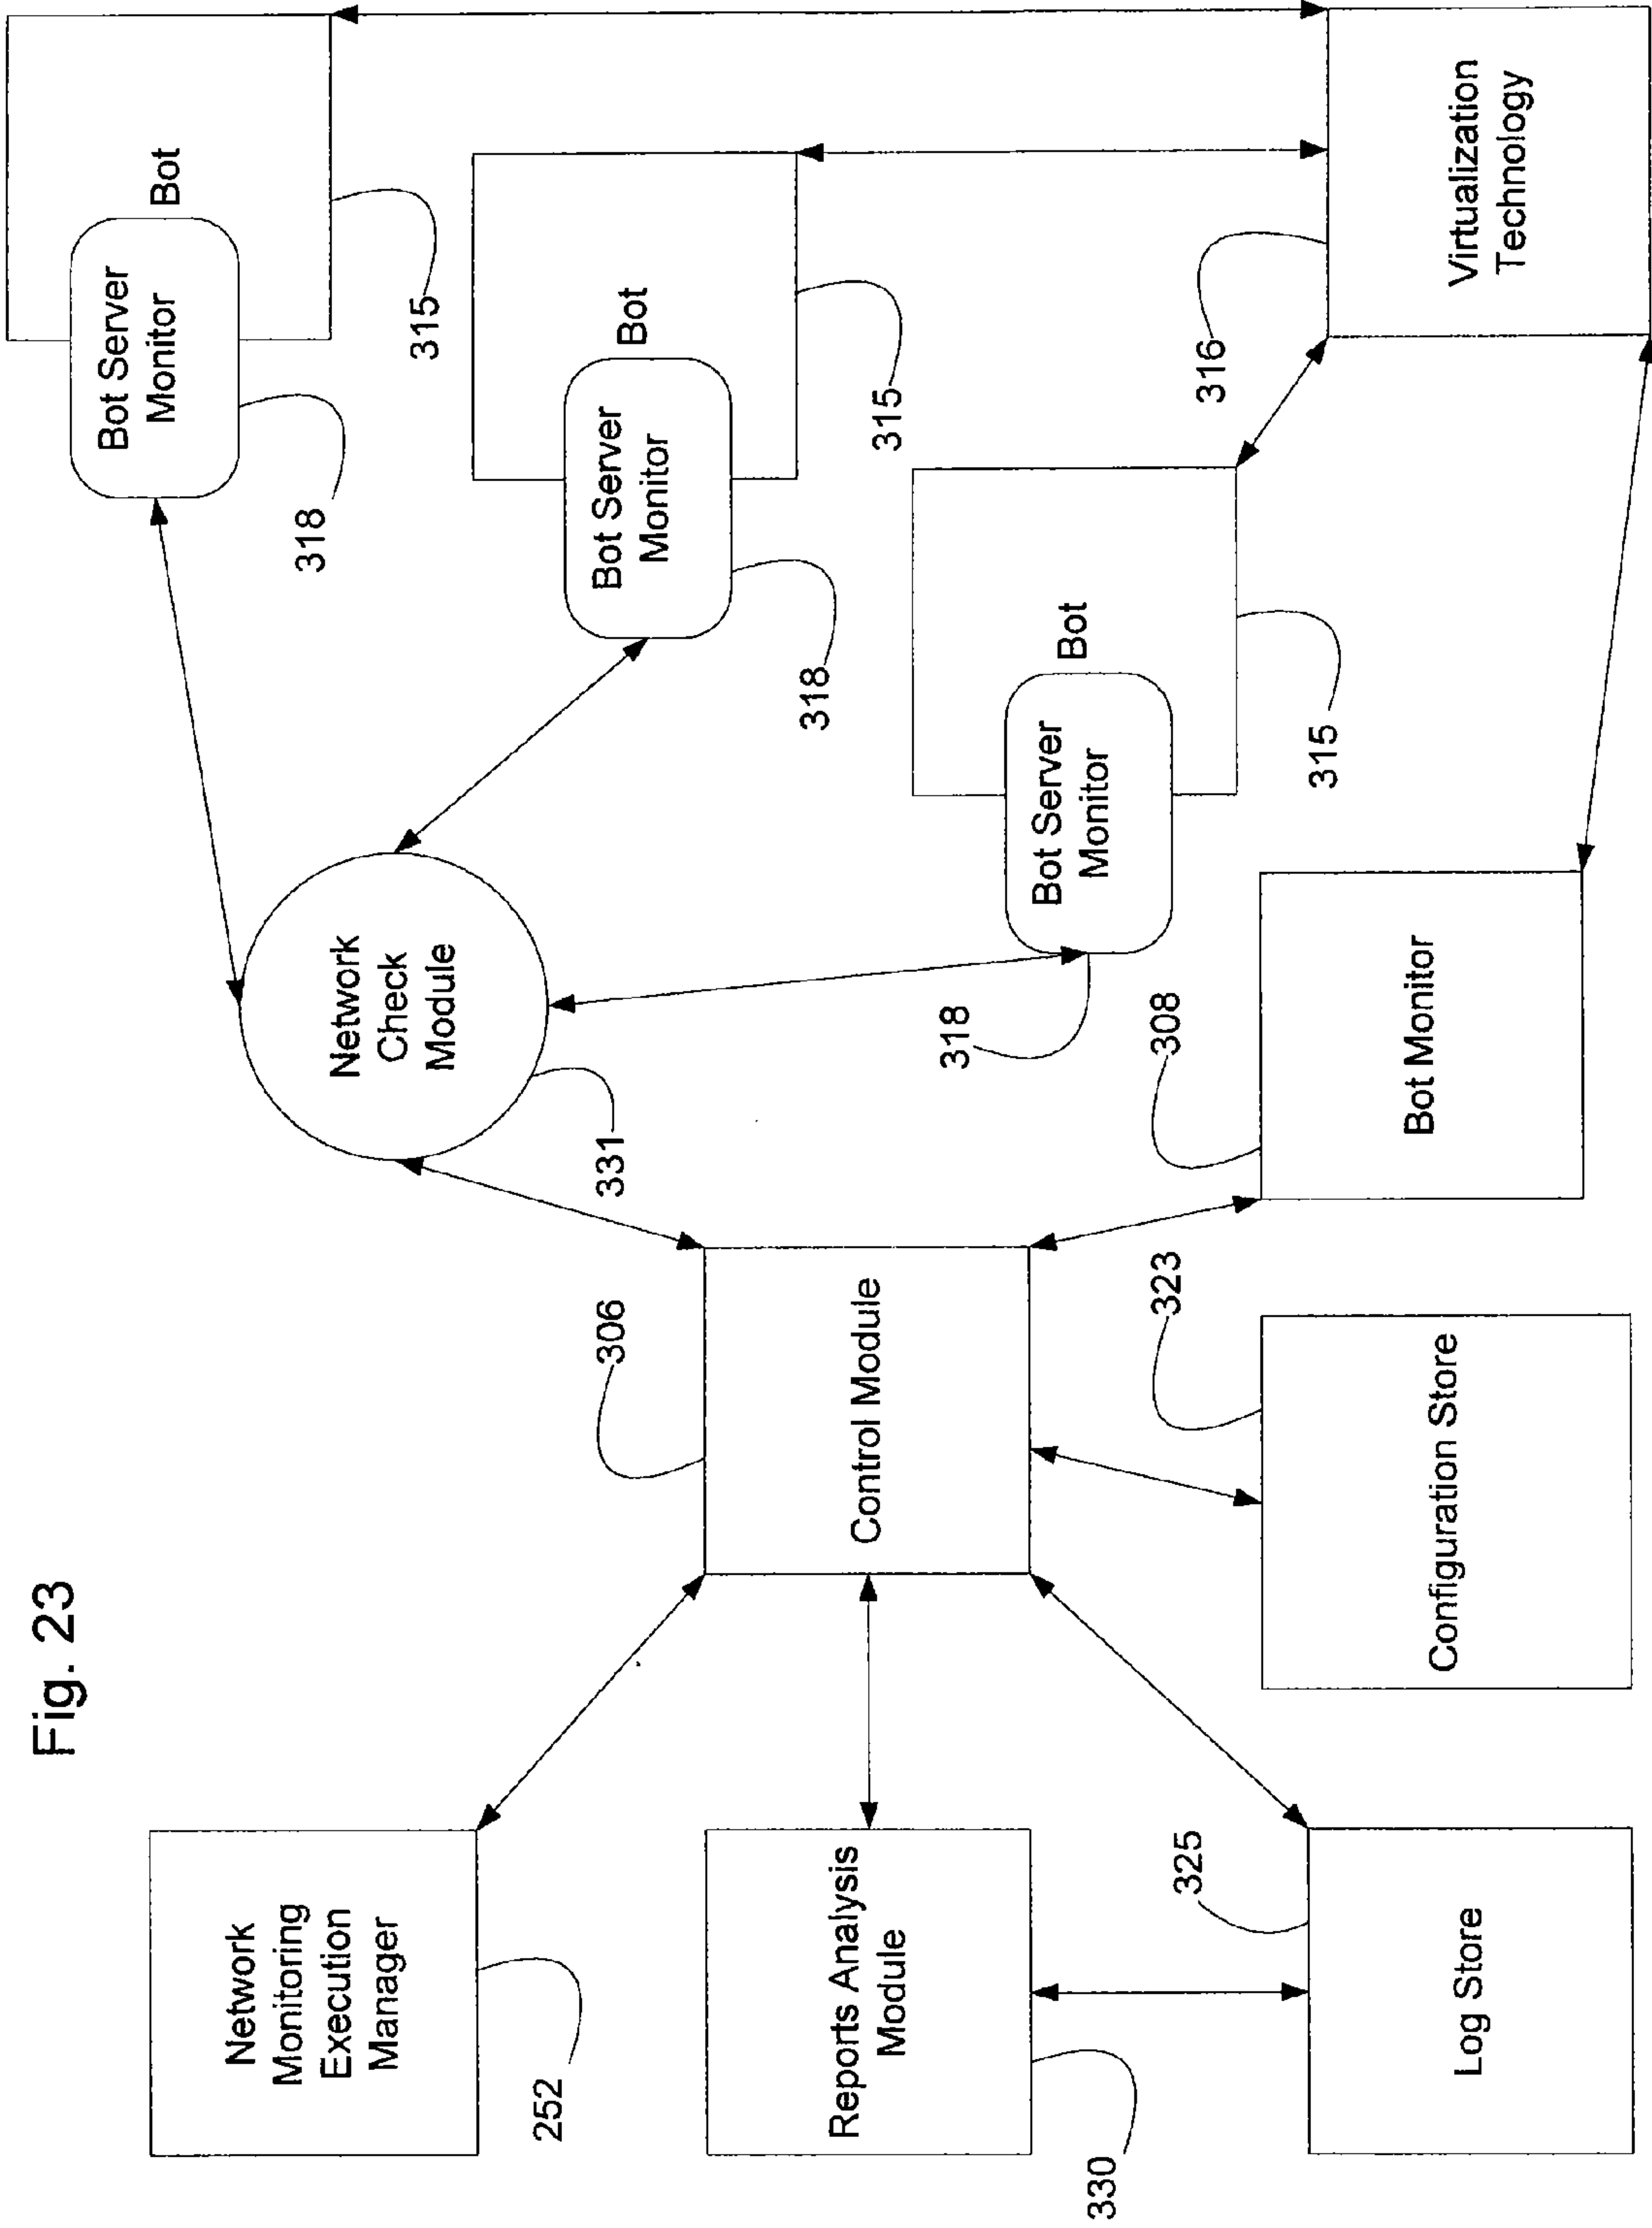 Fig. 23
Network
Monitoring
Execution
Manager
252
Reports Analysis
Module
330
Log Store
325
Control Module
306
Configuration Store
323
Network
Check
Module
331
Bot Monitor
308
Bot Server
Monitor
318
Bot
315
Bot Server
Monitor
318
Bot
315
Bot Server
Monitor
318
Bot
315
Virtualization
Technology
316